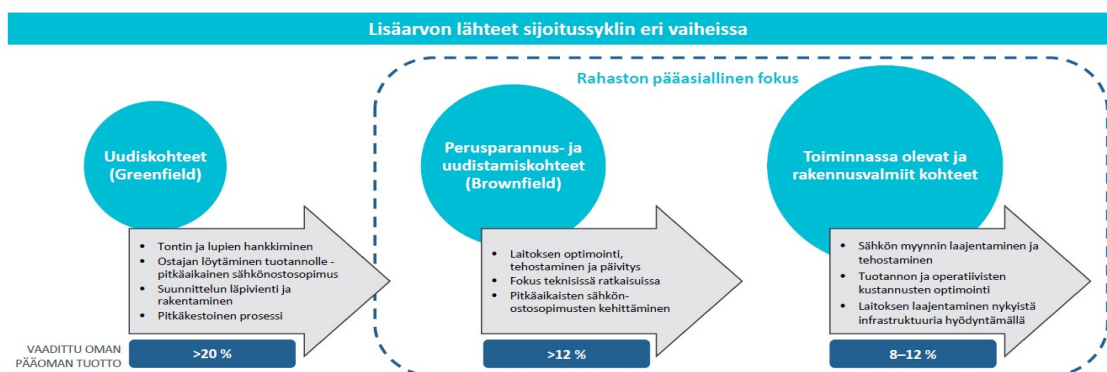 Lisäarvon lähteet sijoitussyklin eri vaiheissa
Rahaston pääasiallinen fokus
Uudiskohteet
(Greenfield)
Perusparannus- ja
uudistamiskohteet
(Brownfield)
Toiminnassa olevat ja
rakennusvalmiit kohteet
• Tontin ja lupien hankkiminen
• Ostajan löytäminen tuotannolle -
pitkäaikainen sähkönostosopimus
• Suunnittelun läpivienti ja
rakentaminen
• Pitkäkestoinen prosessi
• Laitoksen optimointi,
tehostaminen ja päivitys
• Fokus teknisissä ratkaisuissa
• Pitkäaikaisten sähkön-
ostosopimusten kehittäminen
• Sähkön myynnin laajentaminen ja
tehostaminen
• Tuotannon ja operatiivisten
kustannusten optimointi
• Laitoksen laajentaminen nykyistä
infrastruktuuria hyödyntämällä
VAADITTU OMAN
PÄÄOMAN TUOTTO
>20 %
>12 %
8–12 %